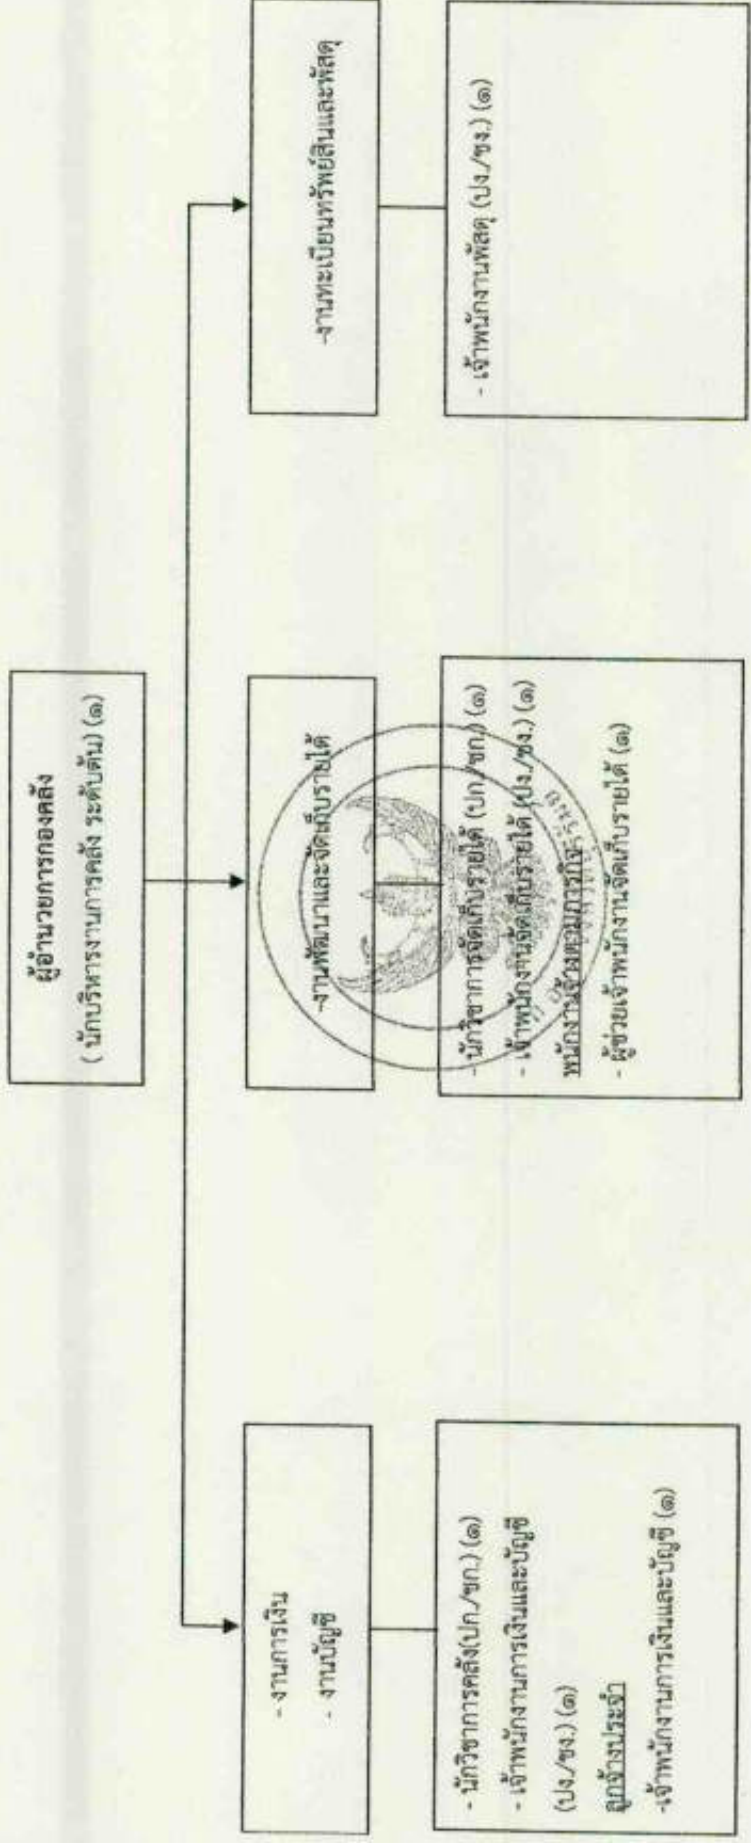 ผู้อำนวยการกองคลัง
( นักบริหารงานการคลัง ระดับต้น) (๑)
- งานการเงิน
- งานบัญชี
- นักวิชาการคลัง(ปก./ชก.) (๑)
- เจ้าพนักงานการเงินและบัญชี
(ปง./ชง.) (๑)
ลูกจ้างประจำ
-เจ้าพนักงานการเงินและบัญชี (๑)
-งานพัฒนาและจัดเก็บรายได้
- นักวิชาการจัดเก็บรายได้ (ปก./ชก.) (๑)
- เจ้าพนักงานจัดเก็บรายได้ (ปง./ชง.) (๑)
พนักงานจ้างตามภารกิจ
- ผู้ช่วยเจ้าพนักงานจัดเก็บรายได้ (๑)
-งานทะเบียนทรัพย์สินและพัสดุ
- เจ้าพนักงานพัสดุ (ปง./ชง.) (๑)